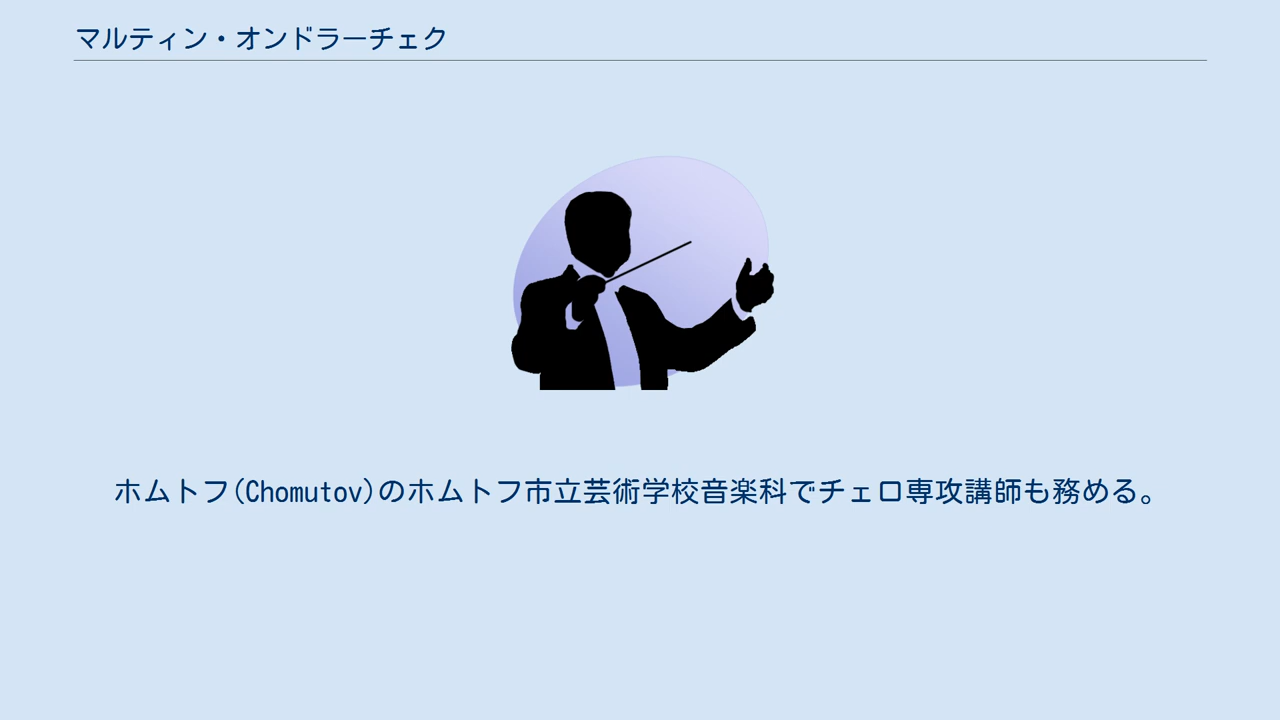 マルティン・オンドラーチェク
ホムトフ(Chomutov)のホムトフ市立芸術学校音楽科でチェロ専攻講師も務める。